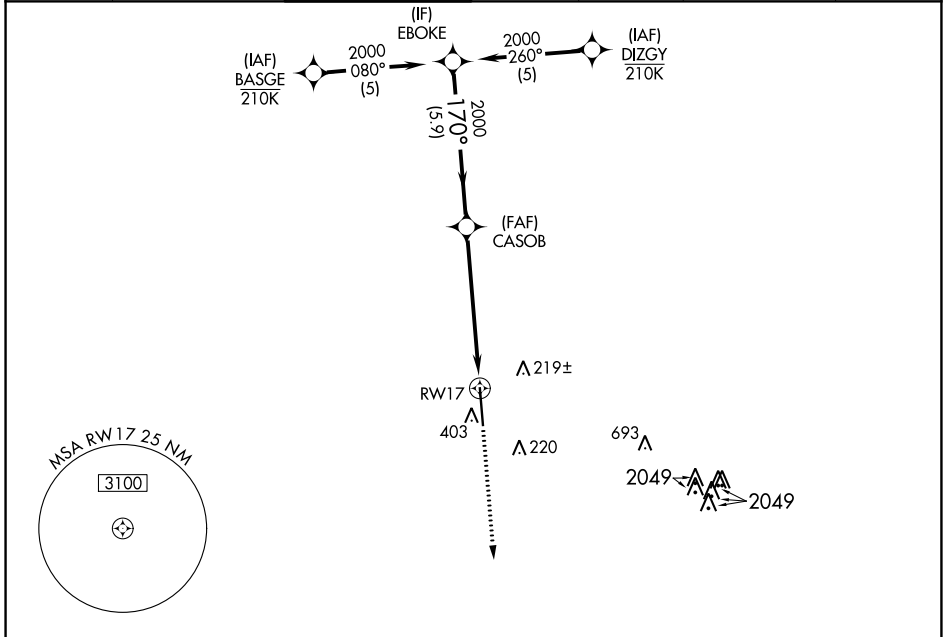 (IF)
EBOKE
(IAF)
BASGE
210K
2000
080°
(5)
2000
260°
(5)
(IAF)
DIZGY
210K
2000
170°
(5.9)
(FAF)
CASOB
219±
RW17
403
220
693
2049
2049
MSA RW17 25 NM
3100